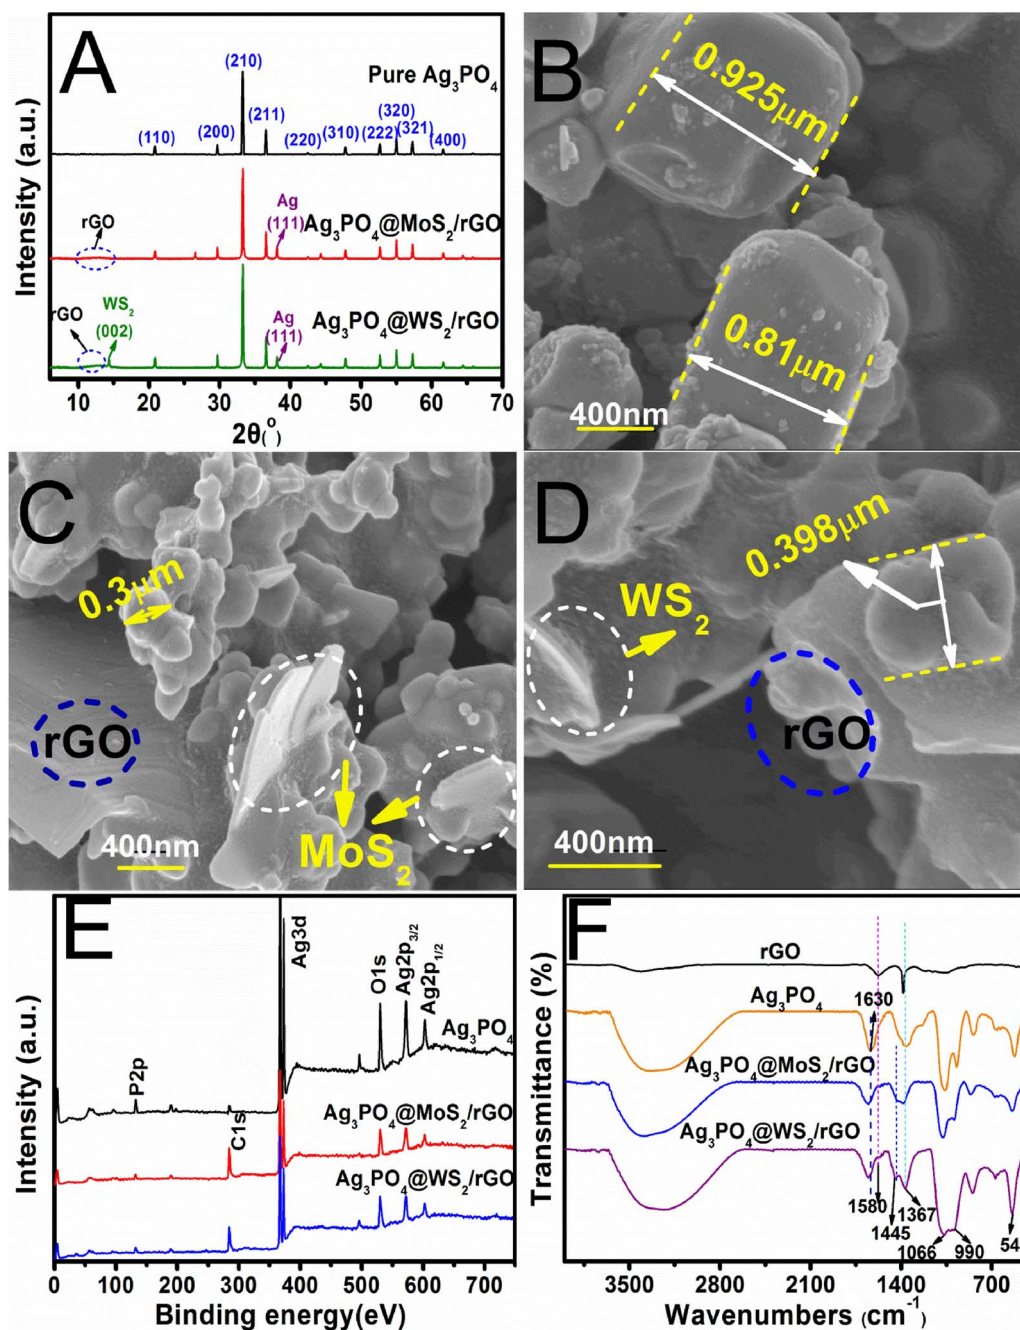 A
(210)
Pure Ag₃PO₄
(110)
(200)
(211)
(220)
(310)
(222)
(320)
(321)
(400)
rGO
Ag
(111)
Ag₃PO₄@MoS₂/rGO
rGO
WS₂
(002)
Ag
(111)
Ag₃PO₄@WS₂/rGO
Intensity (a.u.)
10 20 30 40 50 60 70
2θ(°)
B
0.925μm
0.81μm
400nm
C
0.3μm
rGO
400nm
MoS₂
D
0.398μm
WS₂
rGO
400nm
E
Ag3d
O1s
Ag2p₃/₂
Ag2p₁/₂
Ag₃PO₄
P2p
C1s
Ag₃PO₄@MoS₂/rGO
Ag₃PO₄@WS₂/rGO
Intensity (a.u.)
0 100 200 300 400 500 600 700
Binding energy(eV)
F
rGO
Ag₃PO₄
1630
Ag₃PO₄@MoS₂/rGO
Ag₃PO₄@WS₂/rGO
1580
1445
1367
1066
990
54
Transmittance (%)
3500 2800 2100 1400 700
Wavenumbers (cm⁻¹)